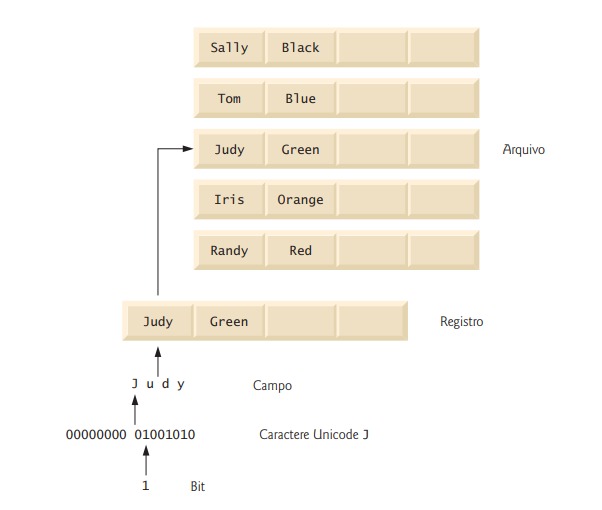 Sally Black
Tom Blue
Judy Green Arquivo
Iris Orange
Randy Red
Judy Green Registro
J u d y Campo
00000000 01001010 Caractere Unicode J
1 Bit